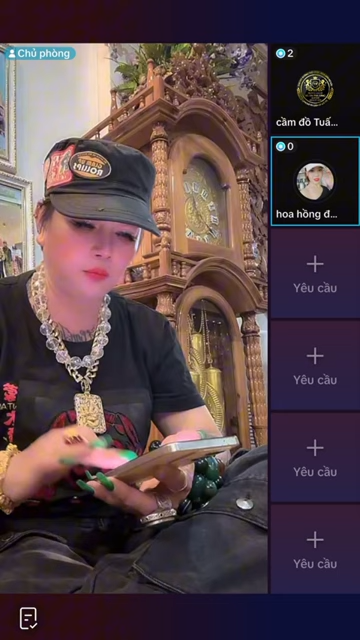 Chủ phòng
2
cầm đồ Tuấ...
0
hoa hồng đ...
Yêu cầu
Yêu cầu
Yêu cầu
Yêu cầu